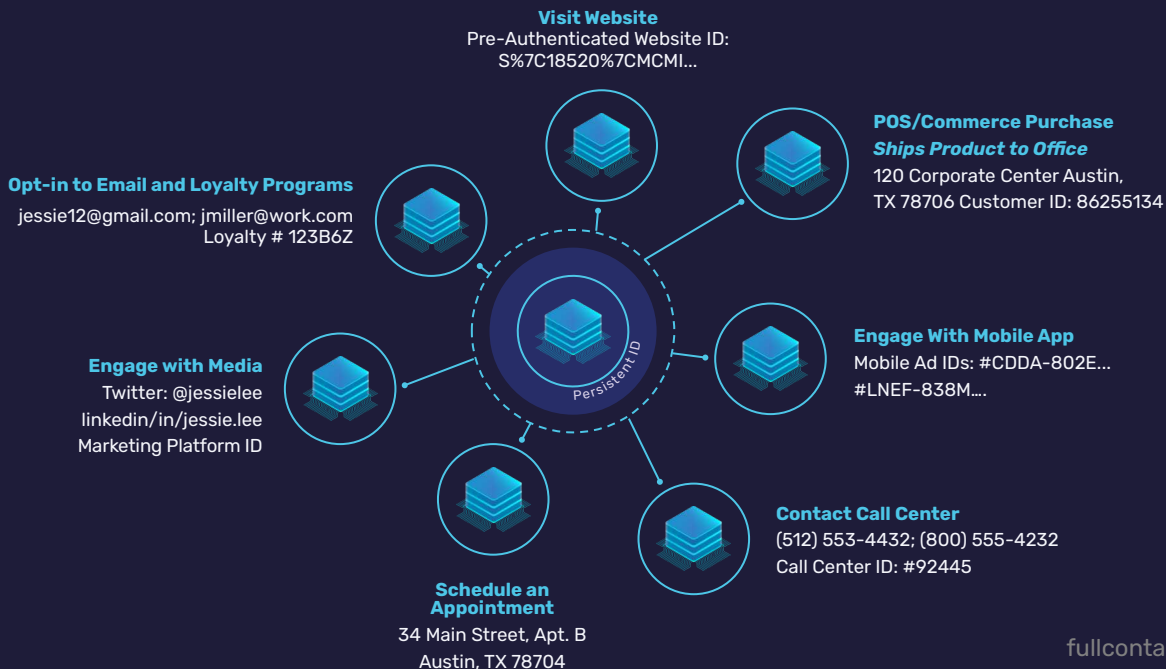 Visit Website
Pre-Authenticated Website ID:
S%7C18520%7CMCMI...
POS/Commerce Purchase
Ships Product to Office
120 Corporate Center Austin,
TX 78706 Customer ID: 86255134
Opt-in to Email and Loyalty Programs
jessie12@gmail.com; jmiller@work.com
Loyalty # 123B6Z
Persistent ID
Engage With Mobile App
Mobile Ad IDs: #CDDA-802E...
#LNEF-838M....
Engage with Media
Twitter: @jessielee
linkedin/in/jessie.lee
Marketing Platform ID
Contact Call Center
(512) 553-4432; (800) 555-4232
Call Center ID: #92445
Schedule an
Appointment
34 Main Street, Apt. B
Austin, TX 78704
fullconta